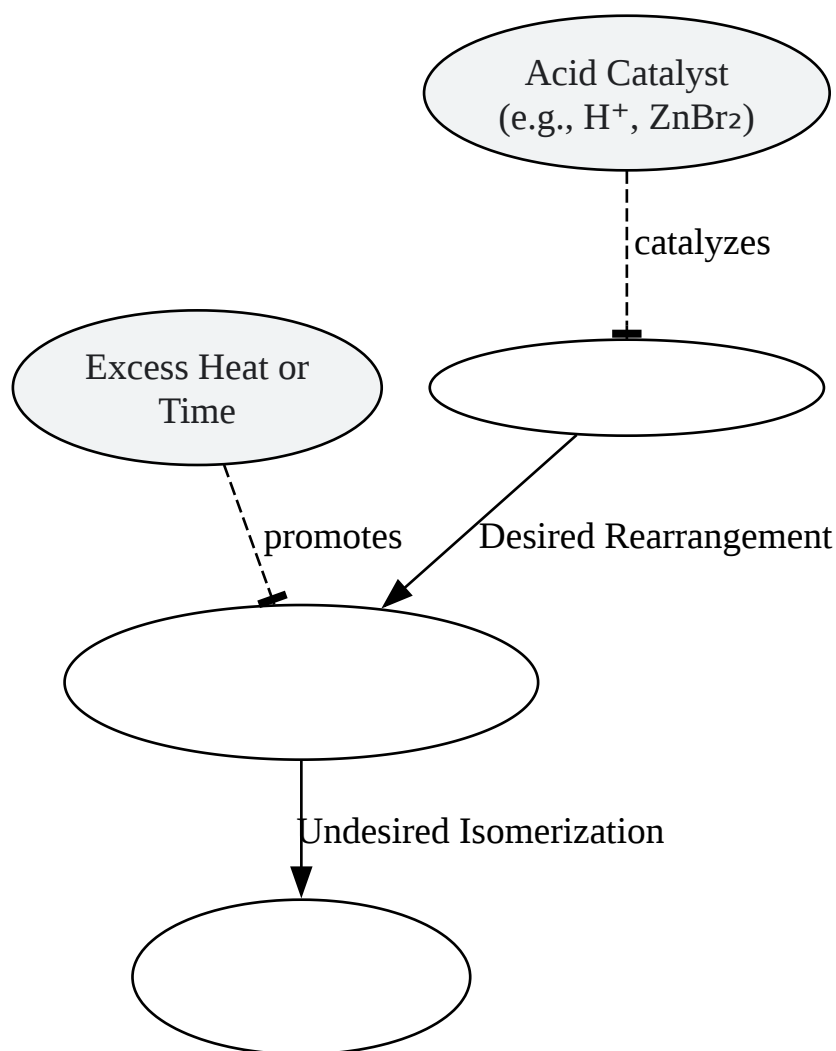 Acid Catalyst
(e.g., H⁺, ZnBr₂)
catalyzes
Excess Heat or
Time
promotes
Desired Rearrangement
Undesired Isomerization